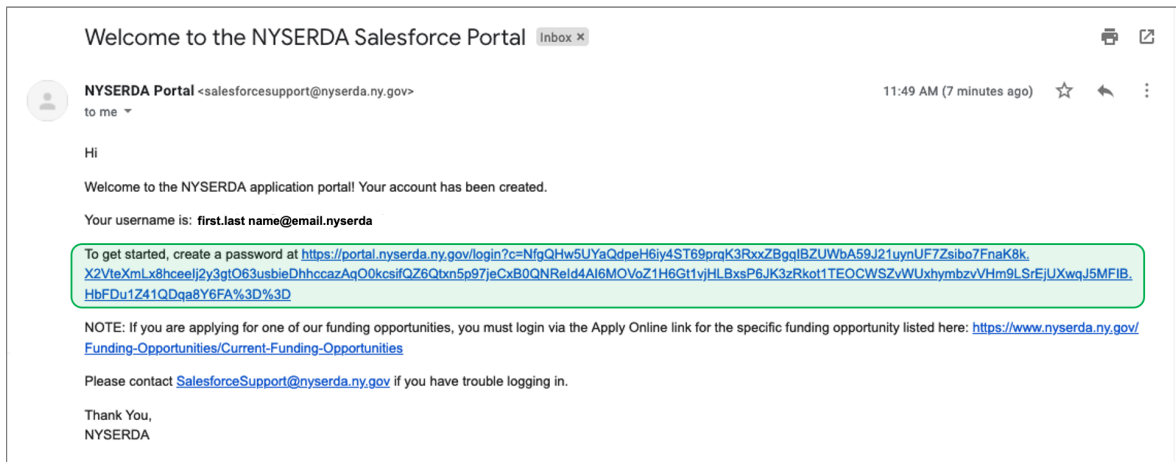 Welcome to the NYSERDA Salesforce Portal Inbox ×
NYSERDA Portal <salesforcesupport@nyserda.ny.gov> 11:49 AM (7 minutes ago)
to me
Hi
Welcome to the NYSERDA application portal! Your account has been created.
Your username is: first.last name@email.nyserda
To get started, create a password at https://portal.nyserda.ny.gov/login?c=NfgQHw5UYaQdpeH6iy4ST69prqK3RxxZBgqIBZUWbA59J21uynUF7Zsibo7FnaK8k.
X2VteXmLx8hceeIj2y3gtO63usbieDhhccazAqO0kcsifQZ6Qtxn5p97jeCxB0QNReId4AI6MOVoZ1H6Gt1vjHLBxsP6JK3zRkot1TEOCWSZvWUxhymbzvVHm9LSrEjUXwqJ5MFIB.
HbFDu1Z41QDqa8Y6FA%3D%3D
NOTE: If you are applying for one of our funding opportunities, you must login via the Apply Online link for the specific funding opportunity listed here: https://www.nyserda.ny.gov/
Funding-Opportunities/Current-Funding-Opportunities
Please contact SalesforceSupport@nyserda.ny.gov if you have trouble logging in.
Thank You,
NYSERDA